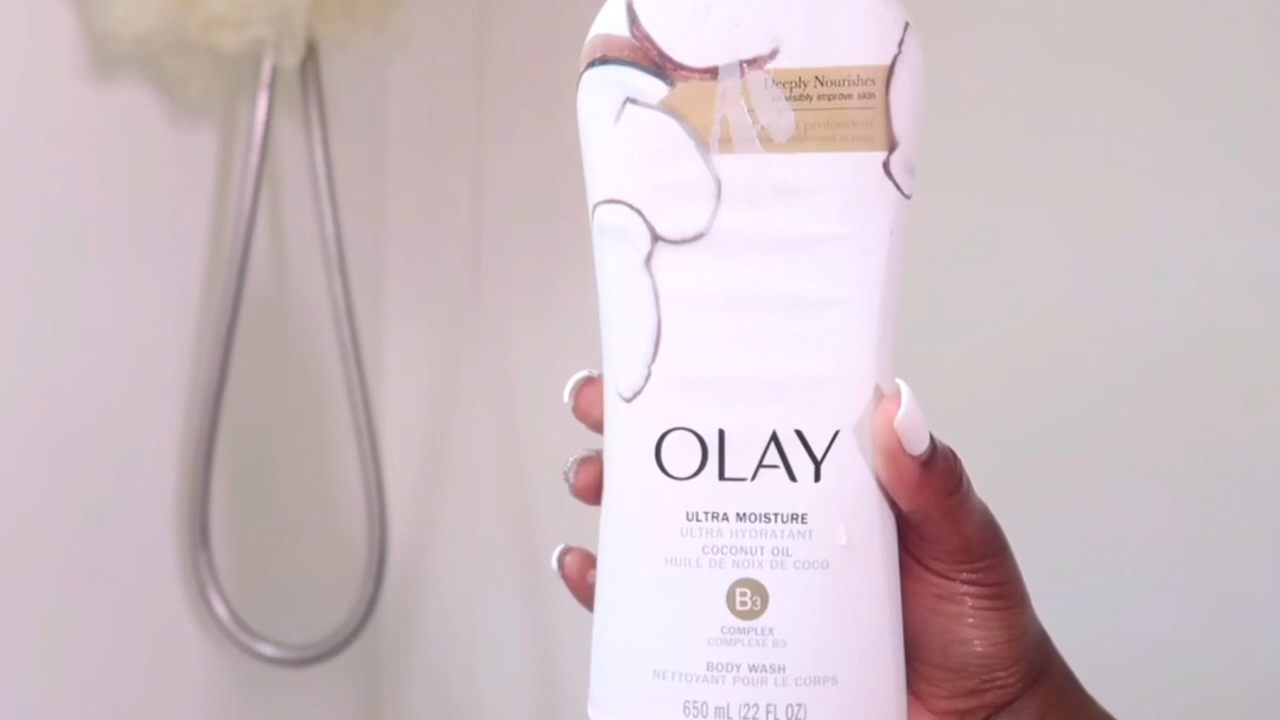 Deeply Nourishes
visibly improve skin
profondeur
OLAY
ULTRA MOISTURE
ULTRA HYDRATANT
COCONUT OIL
HUILE DE NOIX DE COCO
B3
COMPLEX
COMPLEXE B3
BODY WASH
NETTOYANT POUR LE CORPS
650 mL (22 FL OZ)